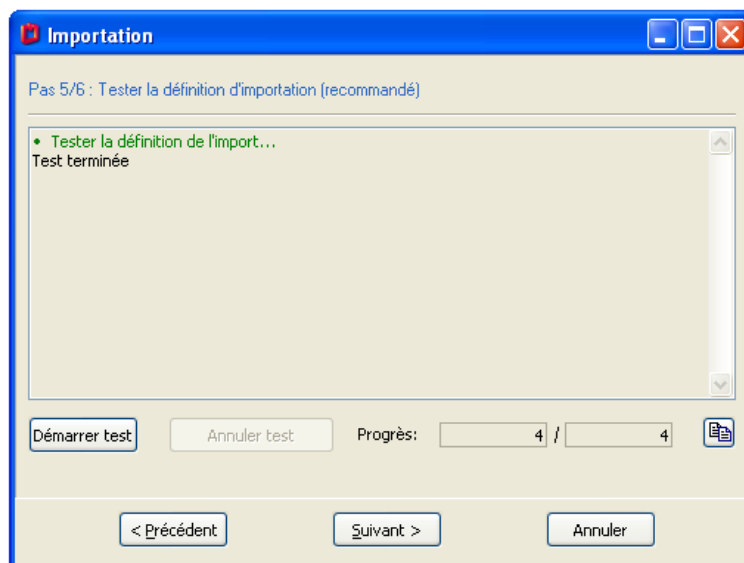 Importation
Pas 5/6 : Tester la définition d'importation (recommandé)
• Tester la définition de l'import...
Test terminée
Démarrer test Annuler test Progrès: 4 / 4
< Précédent Suivant > Annuler